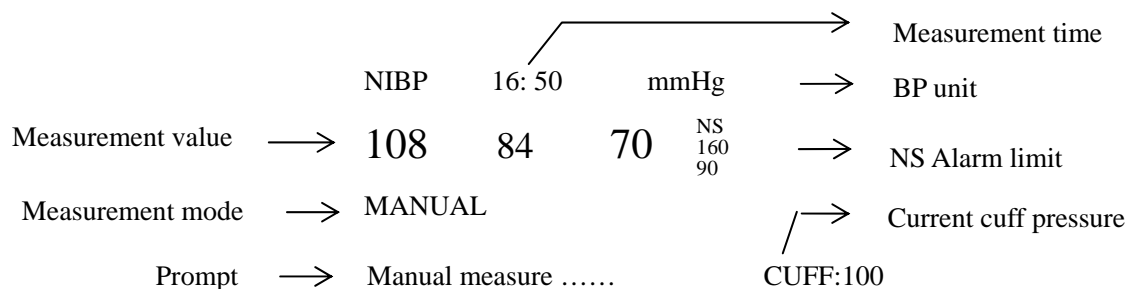 Measurement time
NIBP 16: 50 mmHg BP unit
Measurement value 108 84 70 NS 160 90 NS Alarm limit
Measurement mode MANUAL Current cuff pressure
Prompt Manual measure …… CUFF:100